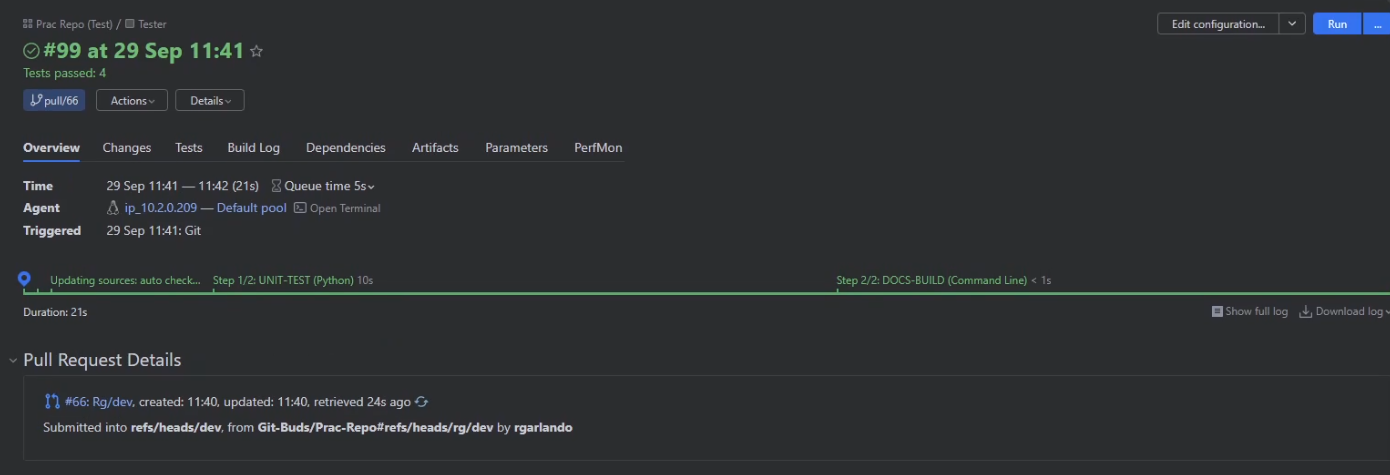 Prac Repo (Test) / Tester
Edit configuration...
Run
...
#99 at 29 Sep 11:41
Tests passed: 4
pull/66
Actions
Details
Overview Changes Tests Build Log Dependencies Artifacts Parameters PerfMon
Time 29 Sep 11:41 — 11:42 (21s) Queue time 5s
Agent ip_10.2.0.209 — Default pool Open Terminal
Triggered 29 Sep 11:41: Git
Updating sources: auto check... Step 1/2: UNIT-TEST (Python) 10s Step 2/2: DOCS-BUILD (Command Line) < 1s
Duration: 21s Show full log Download log
Pull Request Details
#66: Rg/dev, created: 11:40, updated: 11:40, retrieved 24s ago
Submitted into refs/heads/dev, from Git-Buds/Prac-Repo#refs/heads/rg/dev by rgarlando